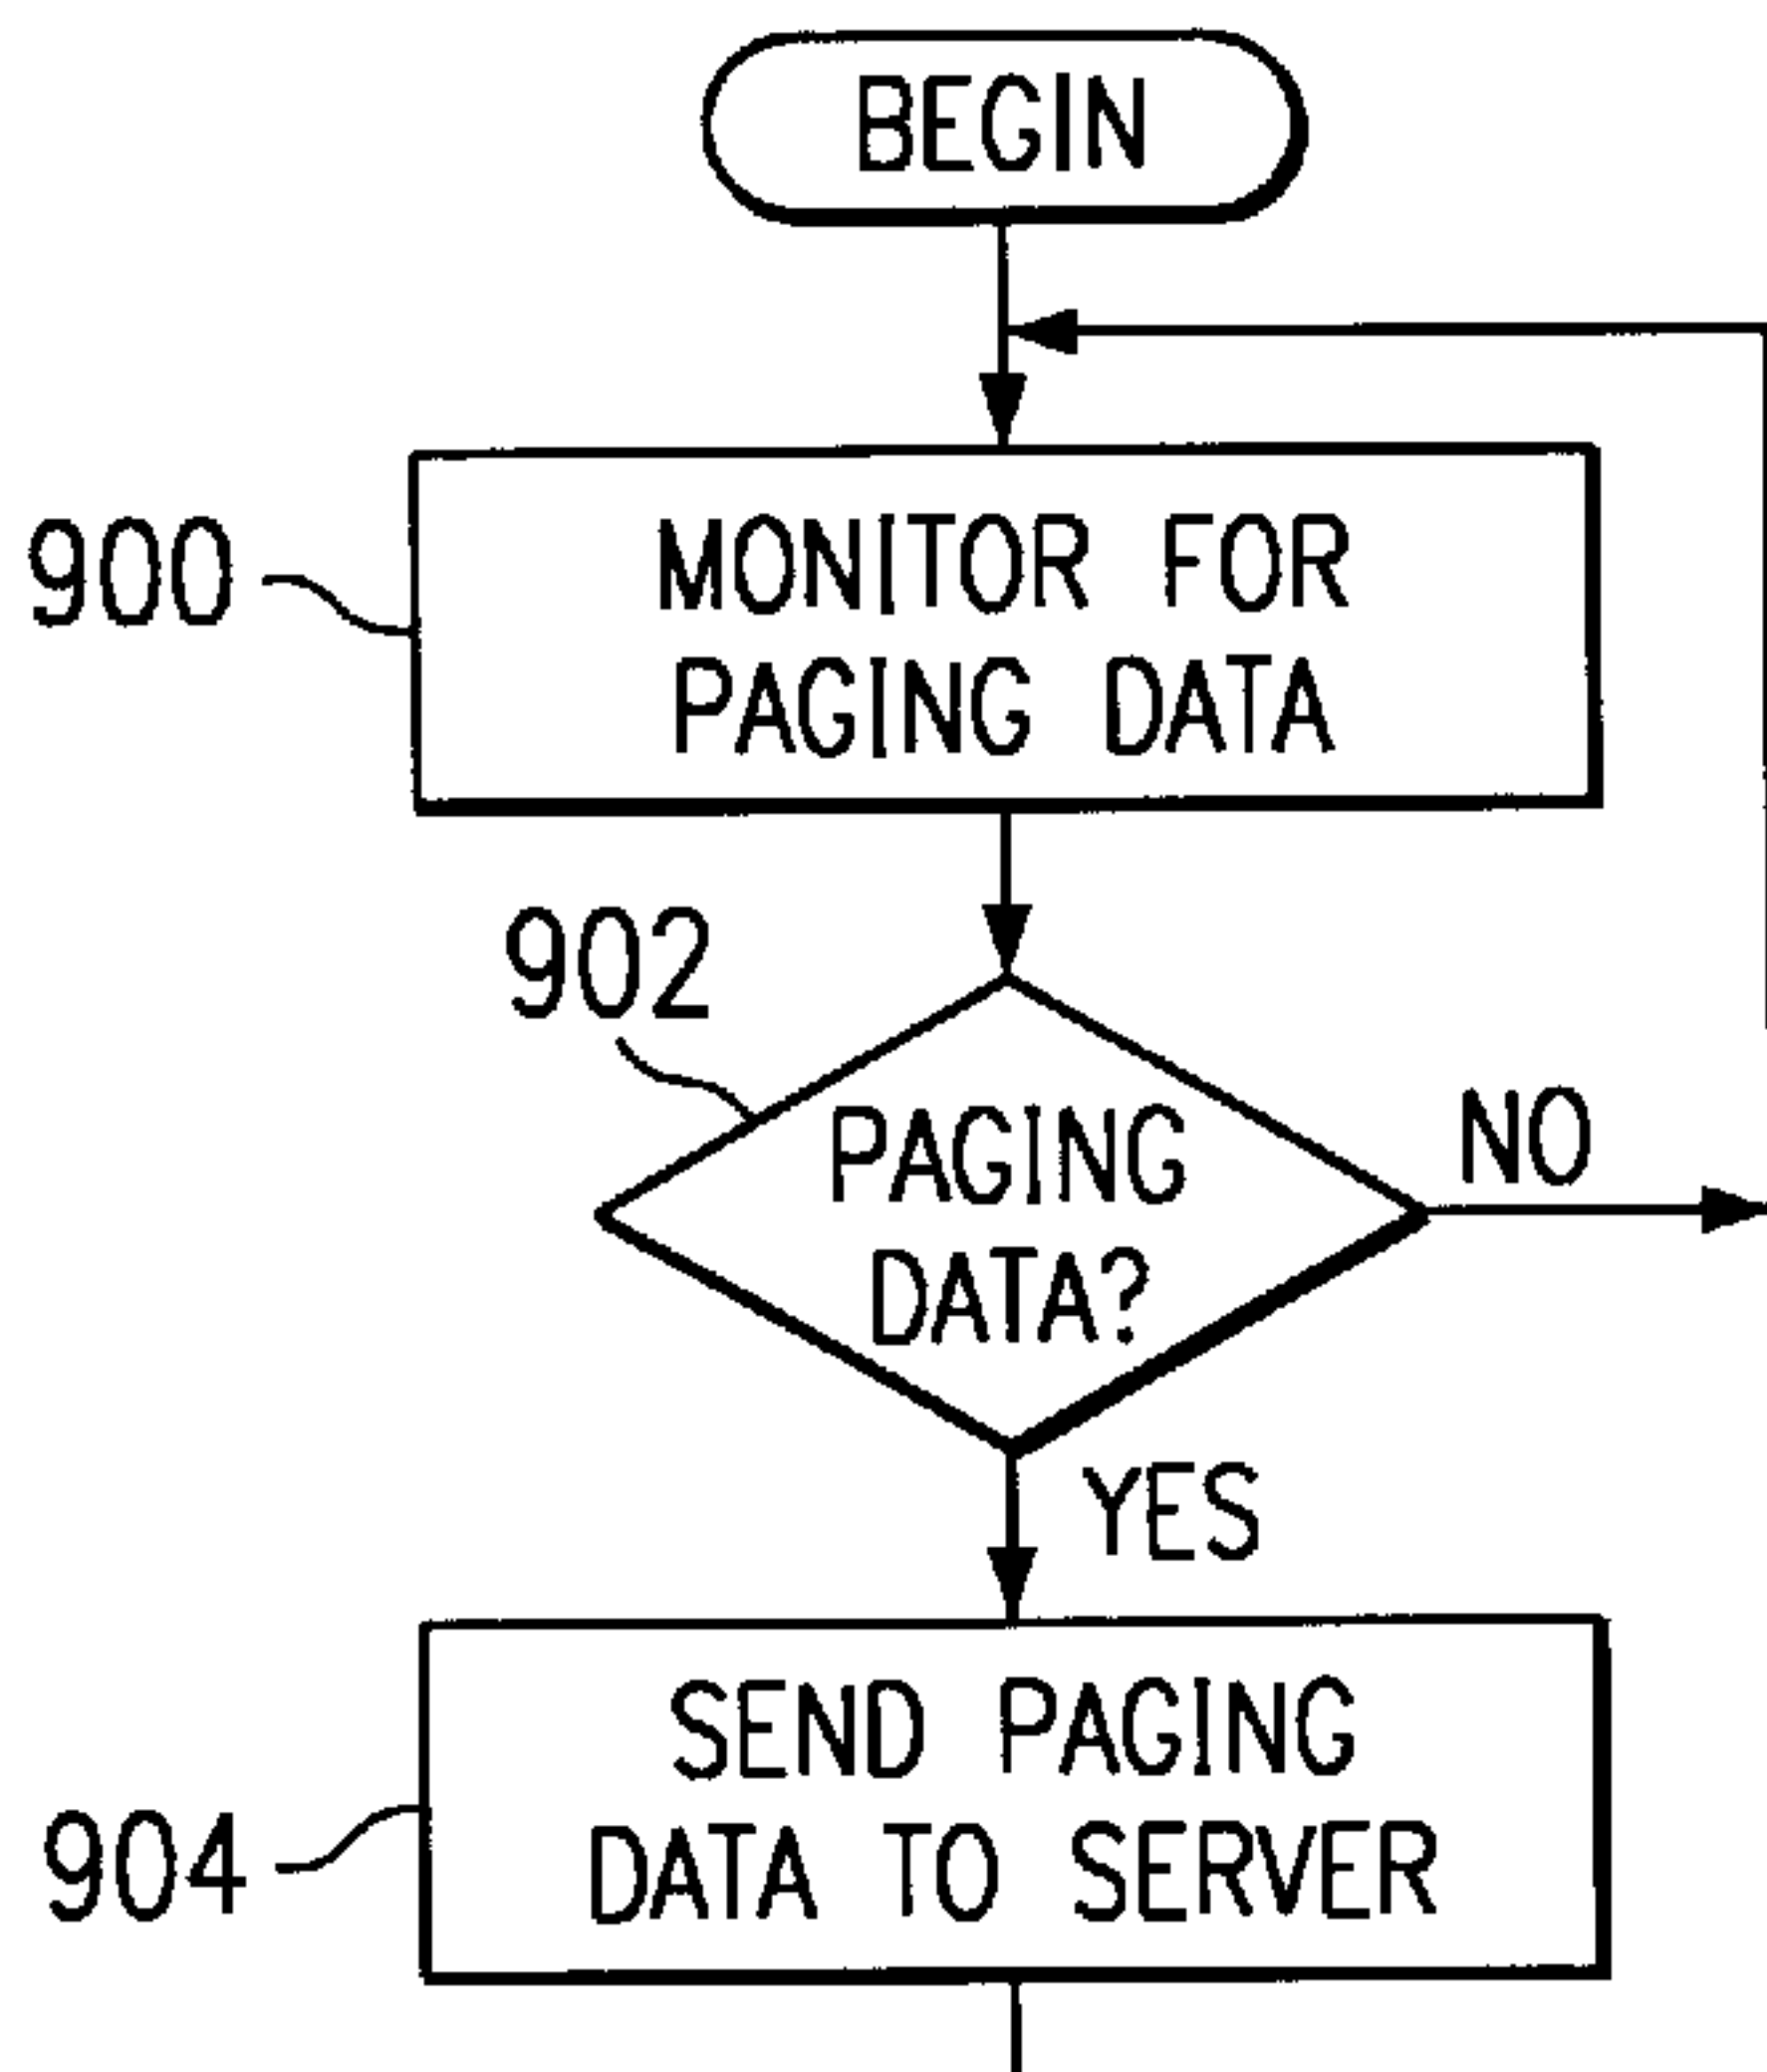 BEGIN
900
MONITOR FOR
PAGING DATA
902
PAGING
DATA?
NO
YES
904
SEND PAGING
DATA TO SERVER